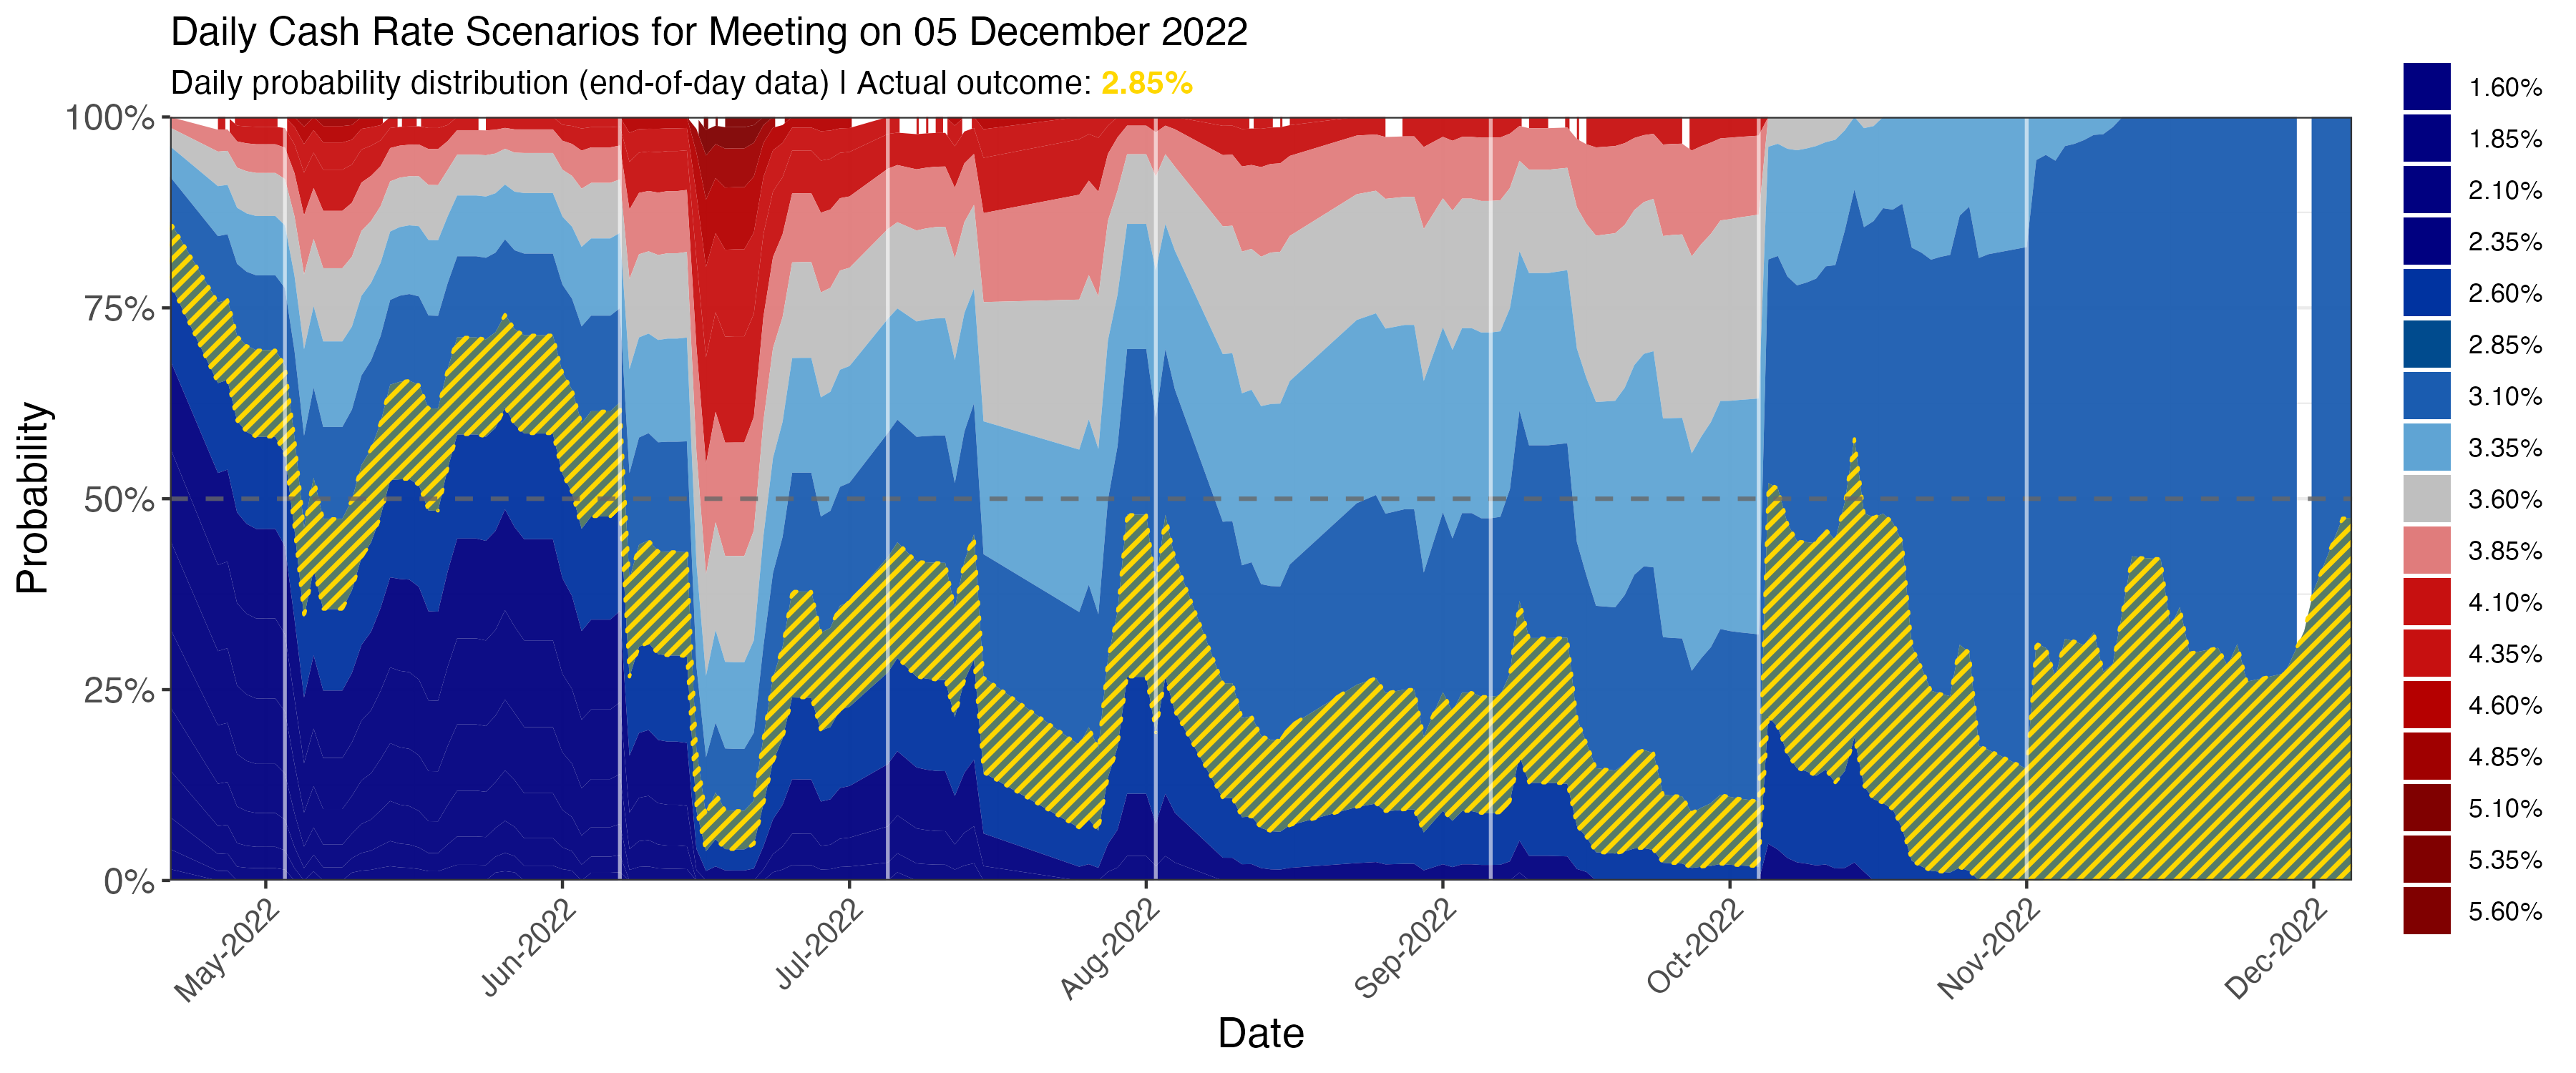 Daily Cash Rate Scenarios for Meeting on 05 December 2022
Daily probability distribution (end-of-day data) | Actual outcome: 2.85%
Probability
100%
75%
50%
25%
0%
May-2022
Jun-2022
Jul-2022
Aug-2022
Sep-2022
Oct-2022
Nov-2022
Dec-2022
Date
1.60%
1.85%
2.10%
2.35%
2.60%
2.85%
3.10%
3.35%
3.60%
3.85%
4.10%
4.35%
4.60%
4.85%
5.10%
5.35%
5.60%